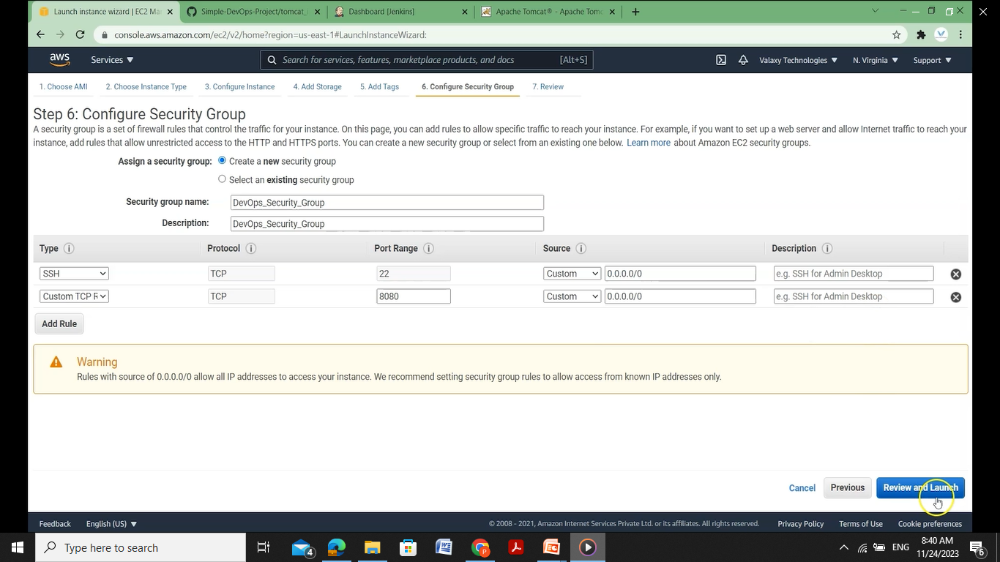 Launch instance wizard | EC2 Ma
Simple-DevOps-Project/tomcat_
Dashboard [Jenkins]
Apache Tomcat® - Apache Tomc
console.aws.amazon.com/ec2/v2/home?region=us-east-1#LaunchInstanceWizard:
aws Services Search for services, features, marketplace products, and docs [Alt+S] Valaxy Technologies N. Virginia Support
1. Choose AMI 2. Choose Instance Type 3. Configure Instance 4. Add Storage 5. Add Tags 6. Configure Security Group 7. Review
Step 6: Configure Security Group
A security group is a set of firewall rules that control the traffic for your instance. On this page, you can add rules to allow specific traffic to reach your instance. For example, if you want to set up a web server and allow Internet traffic to reach your
instance, add rules that allow unrestricted access to the HTTP and HTTPS ports. You can create a new security group or select from an existing one below. Learn more about Amazon EC2 security groups.
Assign a security group: Create a new security group
Select an existing security group
Security group name: DevOps_Security_Group
Description: DevOps_Security_Group
Type i Protocol i Port Range i Source i Description i
SSH TCP 22 Custom 0.0.0.0/0 e.g. SSH for Admin Desktop
Custom TCP R TCP 8080 Custom 0.0.0.0/0 e.g. SSH for Admin Desktop
Add Rule
Warning
Rules with source of 0.0.0.0/0 allow all IP addresses to access your instance. We recommend setting security group rules to allow access from known IP addresses only.
Cancel Previous Review and Launch
Feedback English (US) © 2008 - 2021, Amazon Internet Services Private Ltd. or its affiliates. All rights reserved. Privacy Policy Terms of Use Cookie preferences
Type here to search 4 ENG 8:40 AM
11/24/2023 6